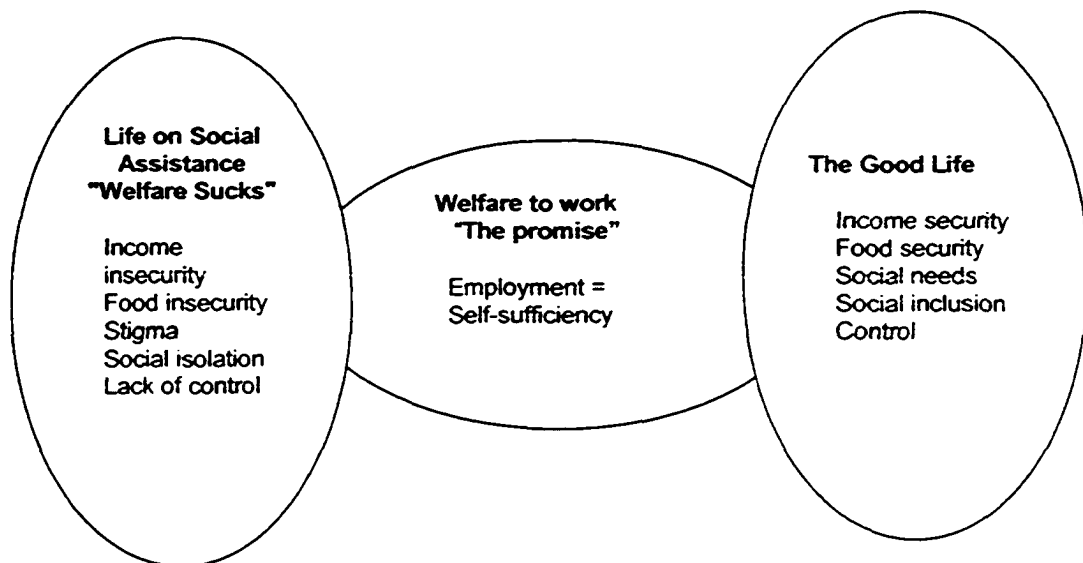 Life on Social
Assistance
"Welfare Sucks"
Income
insecurity
Food insecurity
Stigma
Social isolation
Lack of control
Welfare to work
"The promise"
Employment =
Self-sufficiency
The Good Life
Income security
Food security
Social needs
Social inclusion
Control